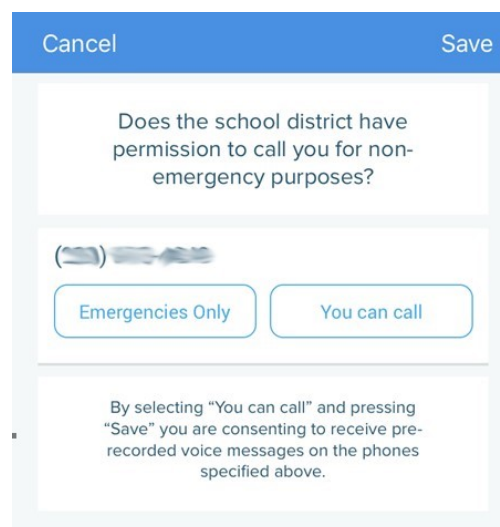 Cancel Save
Does the school district have
permission to call you for non-
emergency purposes?
Emergencies Only You can call
By selecting “You can call” and pressing
“Save” you are consenting to receive pre-
recorded voice messages on the phones
specified above.